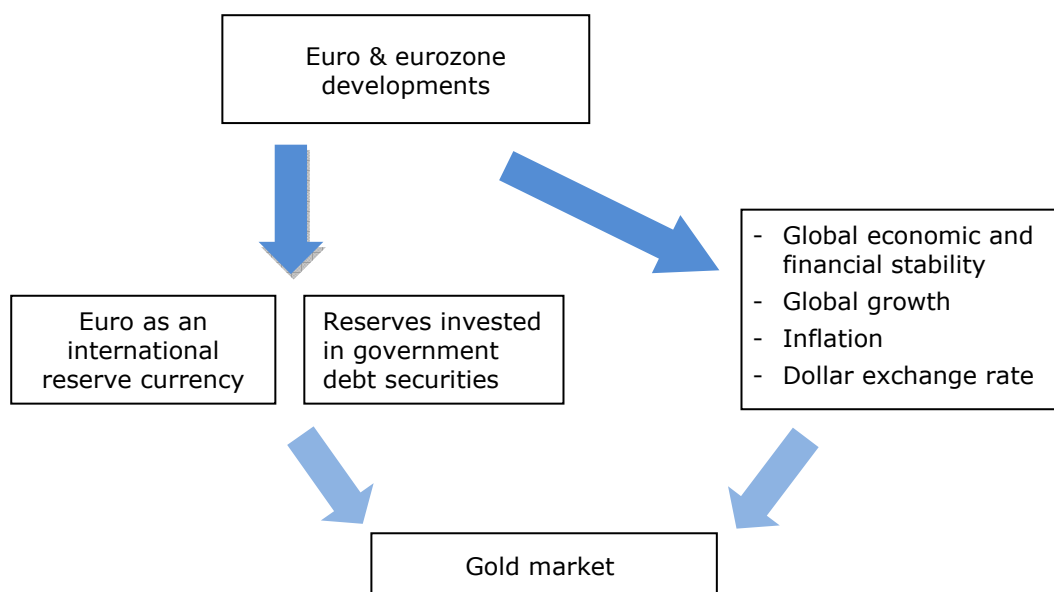 Euro & eurozone
developments
- Global economic and
financial stability
- Global growth
- Inflation
- Dollar exchange rate
Euro as an
international
reserve currency
Reserves invested
in government
debt securities
Gold market